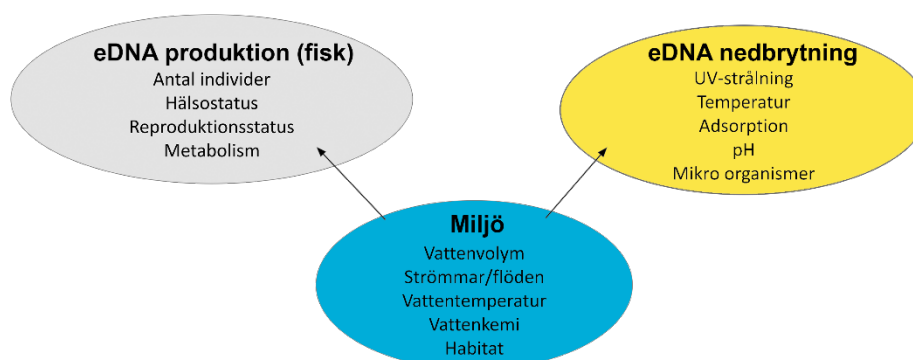 eDNA produktion (fisk)
Antal individer
Hälsostatus
Reproduktionsstatus
Metabolism
eDNA nedbrytning
UV-strålning
Temperatur
Adsorption
pH
Mikro organismer
Miljö
Vattenvolym
Strömmar/flöden
Vattentemperatur
Vattenkemi
Habitat